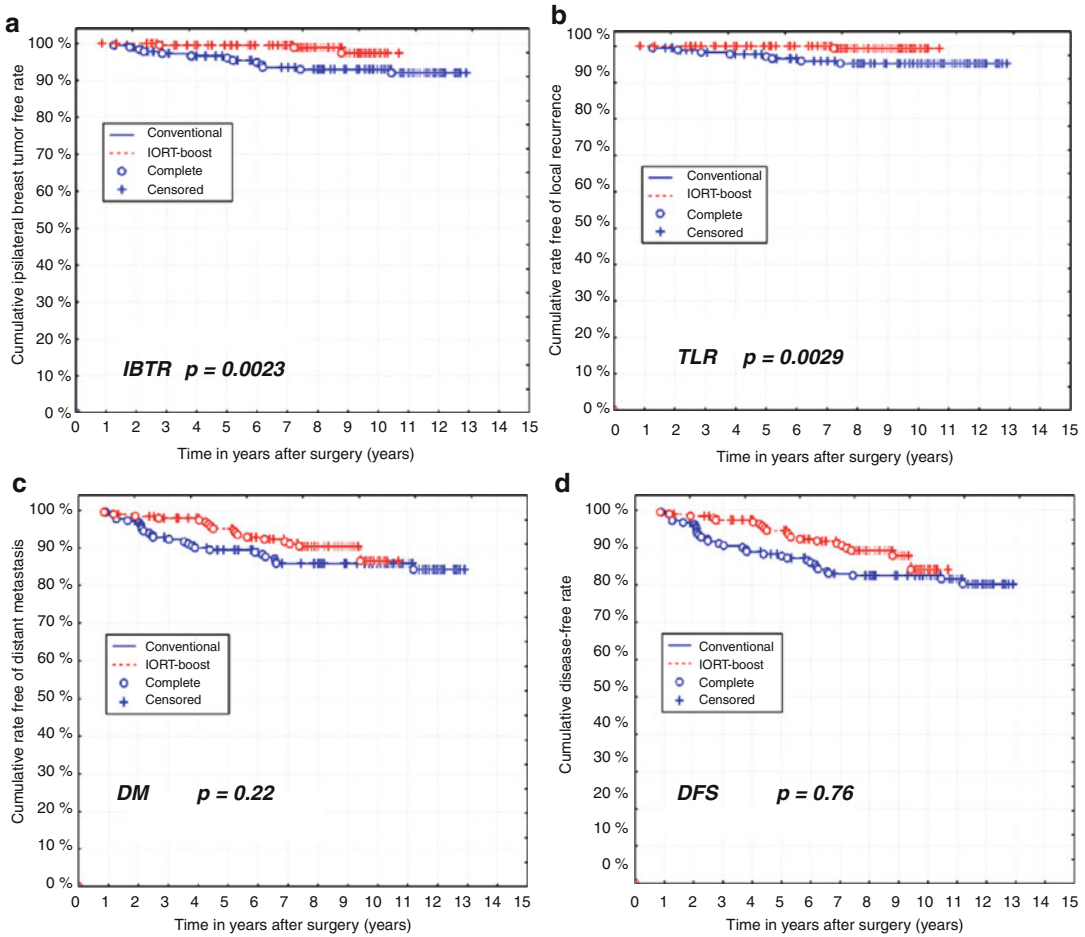 a
Cumulative ipsilateral breast tumor free rate
100 %
90 %
80 %
70 %
60 %
50 %
40 %
30 %
20 %
10 %
0 %
Conventional
IORT-boost
Complete
Censored
IBTR p = 0.0023
0 1 2 3 4 5 6 7 8 9 10 11 12 13 14 15
Time in years after surgery (years)
b
Cumulative rate free of local recurrence
100 %
90 %
80 %
70 %
60 %
50 %
40 %
30 %
20 %
10 %
0 %
Conventional
IORT-boost
Complete
Censored
TLR p = 0.0029
0 1 2 3 4 5 6 7 8 9 10 11 12 13 14 15
Time in years after surgery (years)
c
Cumulative rate free of distant metastasis
100 %
90 %
80 %
70 %
60 %
50 %
40 %
30 %
20 %
10 %
0 %
Conventional
IORT-boost
Complete
Censored
DM p = 0.22
0 1 2 3 4 5 6 7 8 9 10 11 12 13 14 15
Time in years after surgery (years)
d
Cumulative disease-free rate
100 %
90 %
80 %
70 %
60 %
50 %
40 %
30 %
20 %
10 %
0 %
Conventional
IORT-boost
Complete
Censored
DFS p = 0.76
0 1 2 3 4 5 6 7 8 9 10 11 12 13 14 15
Time in years after surgery (years)